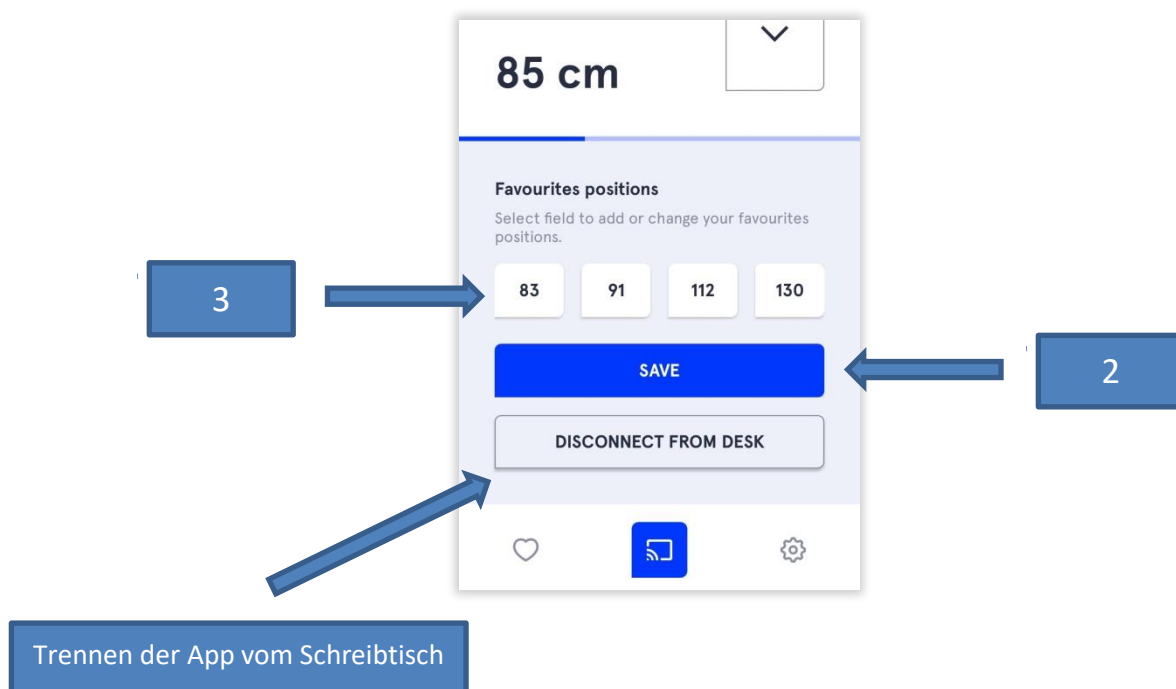 85 cm
Favourites positions
Select field to add or change your favourites
positions.
3
83 91 112 130
SAVE
2
DISCONNECT FROM DESK
Trennen der App vom Schreibtisch